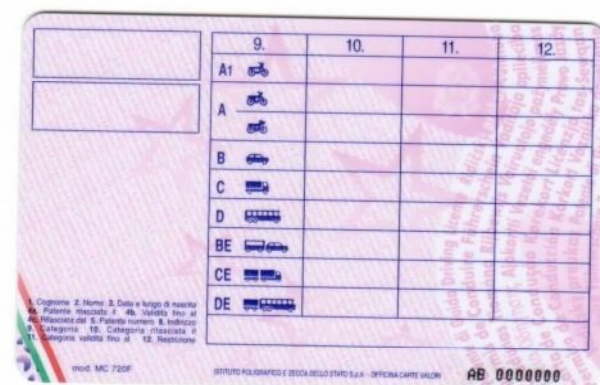 9. 10. 11. 12.
A1
A
B
C
D
BE
CE
DE
1. Cognome 2. Nome 3. Data e luogo di nascita
4a. Patente rilasciata il 4b. Validità fino al
4c. Rilasciata dal 5. Patente numero 8. Indirizzo
9. Categoria 10. Categoria rilasciata il
11. Categoria validità fino al 12. Restrizione
mod. MC 720F
ISTITUTO POLIGRAFICO E ZECCA DELLO STATO S.p.A. - OFFICINA CARTE VALORI
AB 0000000